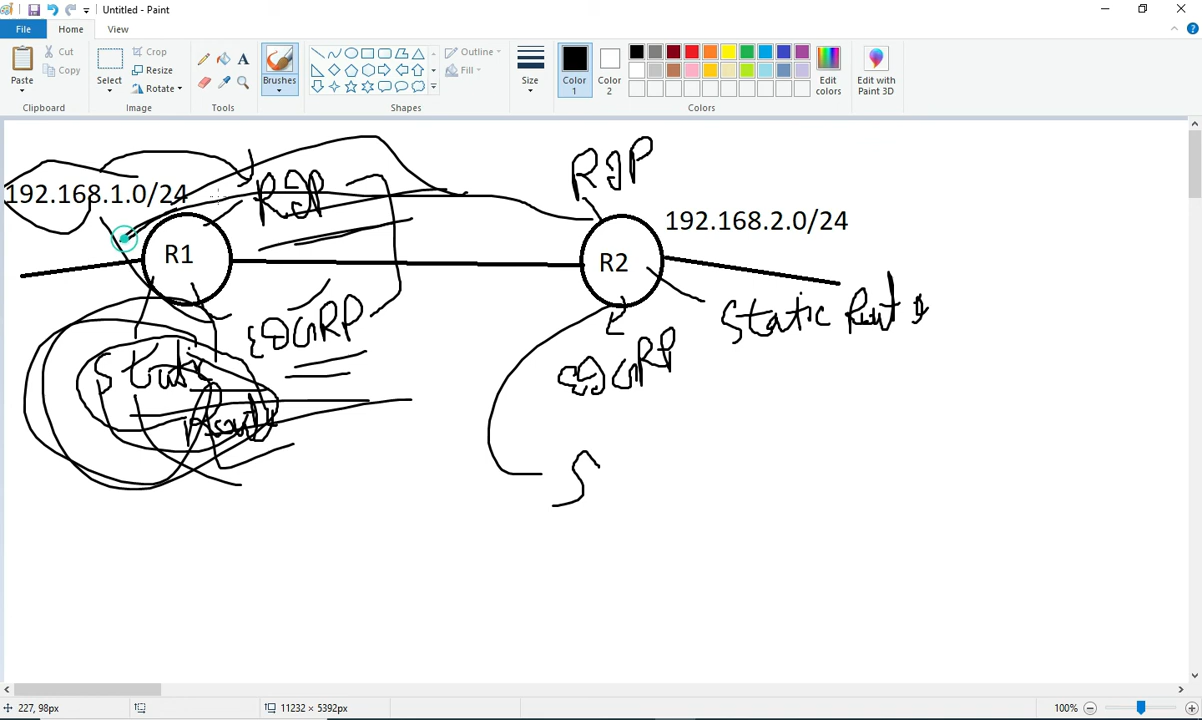 Untitled - Paint
File
Home
View
Paste
Cut
Copy
Clipboard
Select
Crop
Resize
Rotate
Image
A
Tools
Brushes
Shapes
Outline
Fill
Size
Color
1
Color
2
Edit
colors
Colors
Edit with
Paint 3D
RIP
192.168.1.0/24
RIP
192.168.2.0/24
R1
R2
Static
EIGRP
EIGRP
Static
227, 98px
11232 × 5392px
100%